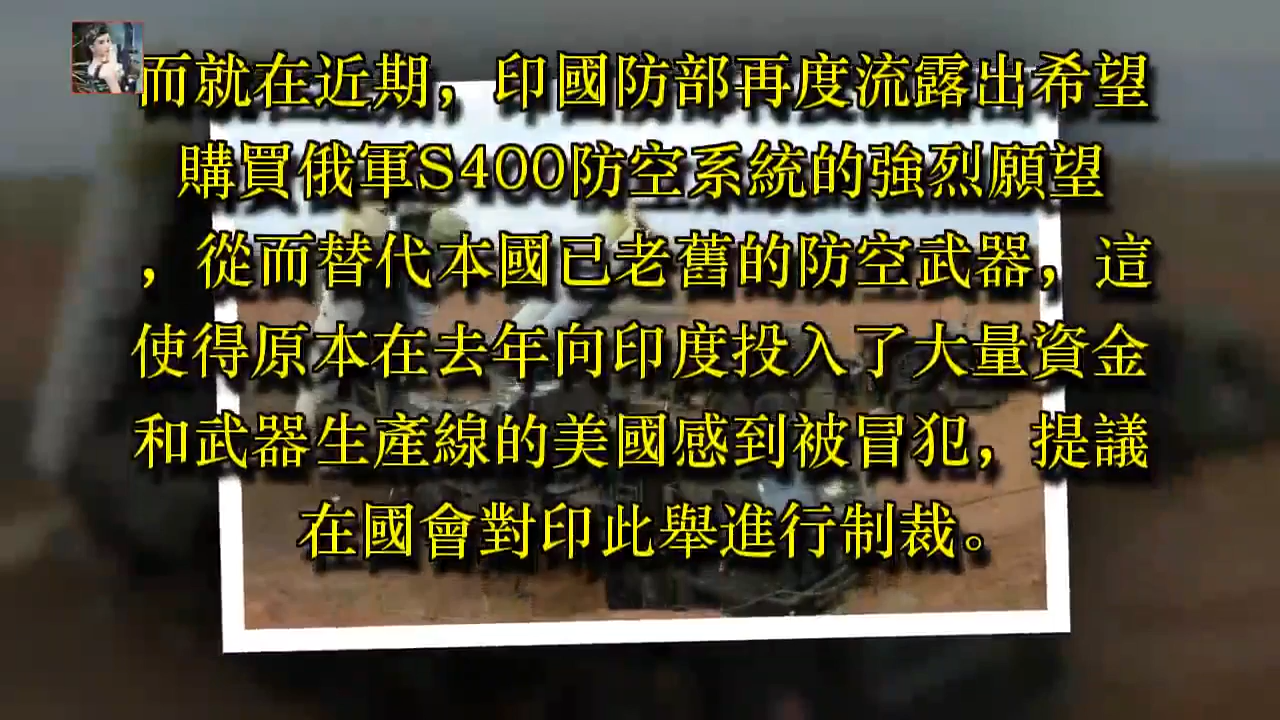 而就在近期，印國防部再度流露出希望
購買俄軍S400防空系統的強烈願望
，從而替代本國已老舊的防空武器，這
使得原本在去年向印度投入了大量資金
和武器生產線的美國感到被冒犯，提議
在國會對印此舉進行制裁。